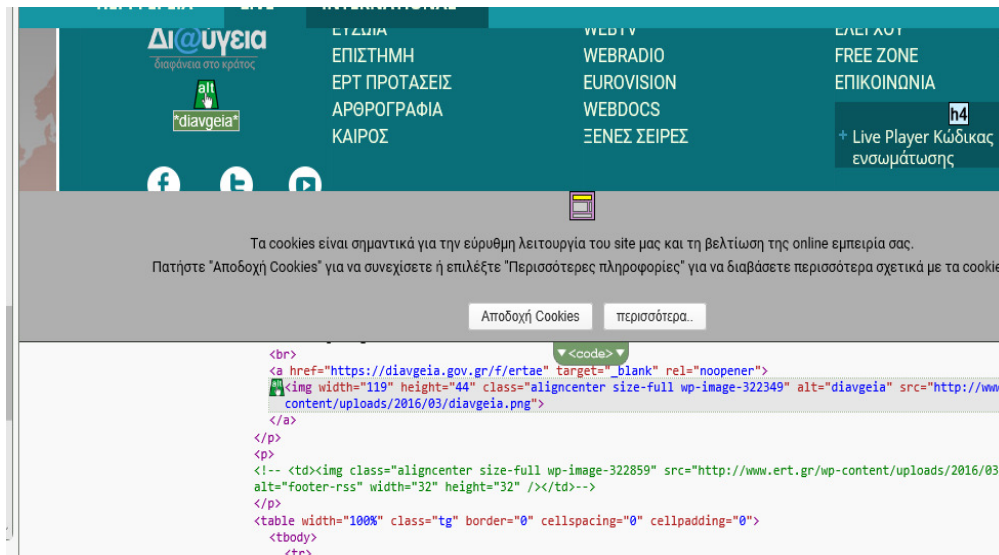 LIVE
INTERNATIONAL
Δι@ύγεια
διαφάνεια στο κράτος
alt
*diavgeia*
ΕΥΖΩΙΑ
ΕΠΙΣΤΗΜΗ
ΕΡΤ ΠΡΟΤΑΣΕΙΣ
ΑΡΘΡΟΓΡΑΦΙΑ
ΚΑΙΡΟΣ
WEBTV
WEBRADIO
EUROVISION
WEBDOCS
ΞΕΝΕΣ ΣΕΙΡΕΣ
FREE ZONE
ΕΠΙΚΟΙΝΩΝΙΑ
h4
+ Live Player Κώδικας
ενσωμάτωσης
Τα cookies είναι σημαντικά για την εύρυθμη λειτουργία του site μας και τη βελτίωση της online εμπειρία σας.
Πατήστε "Αποδοχή Cookies" για να συνεχίσετε ή επιλέξτε "Περισσότερες πληροφορίες" για να διαβάσετε περισσότερα σχετικά με τα cookie
Αποδοχή Cookies
περισσότερα..
▼<code>▼
<br>
<a href="https://diavgeia.gov.gr/f/ertae" target="_blank" rel="noopener">
alt <img width="119" height="44" class="aligncenter size-full wp-image-322349" alt="diavgeia" src="http://www
content/uploads/2016/03/diavgeia.png">
</a>
</p>
<p>
<!-- <td><img class="aligncenter size-full wp-image-322859" src="http://www.ert.gr/wp-content/uploads/2016/03
alt="footer-rss" width="32" height="32" /></td>-->
</p>
<table width="100%" class="tg" border="0" cellspacing="0" cellpadding="0">
<tbody>
<tr>